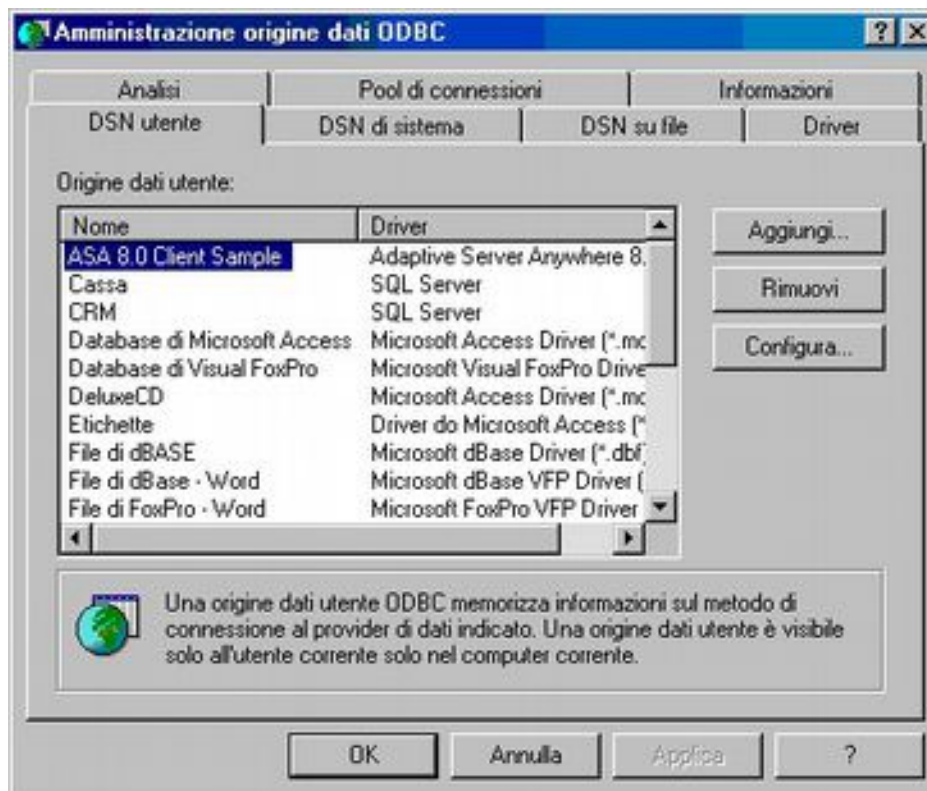 Amministrazione origine dati ODBC
Analisi Pool di connessioni Informazioni
DSN utente DSN di sistema DSN su file Driver
Origine dati utente:
Nome Driver
ASA 8.0 Client Sample Adaptive Server Anywhere 8.
Cassa SQL Server
CRM SQL Server
Database di Microsoft Access Microsoft Access Driver (*.mc
Database di Visual FoxPro Microsoft Visual FoxPro Drive
DeluxeCD Microsoft Access Driver (*.mc
Etichette Driver do Microsoft Access (*
File di dBASE Microsoft dBase Driver (*.dbf)
File di dBase - Word Microsoft dBase VFP Driver (
File di FoxPro - Word Microsoft FoxPro VFP Driver
Aggiungi...
Rimuovi
Configura...
Una origine dati utente ODBC memorizza informazioni sul metodo di
connessione al provider di dati indicato. Una origine dati utente è visibile
solo all'utente corrente solo nel computer corrente.
OK Annulla Applica ?